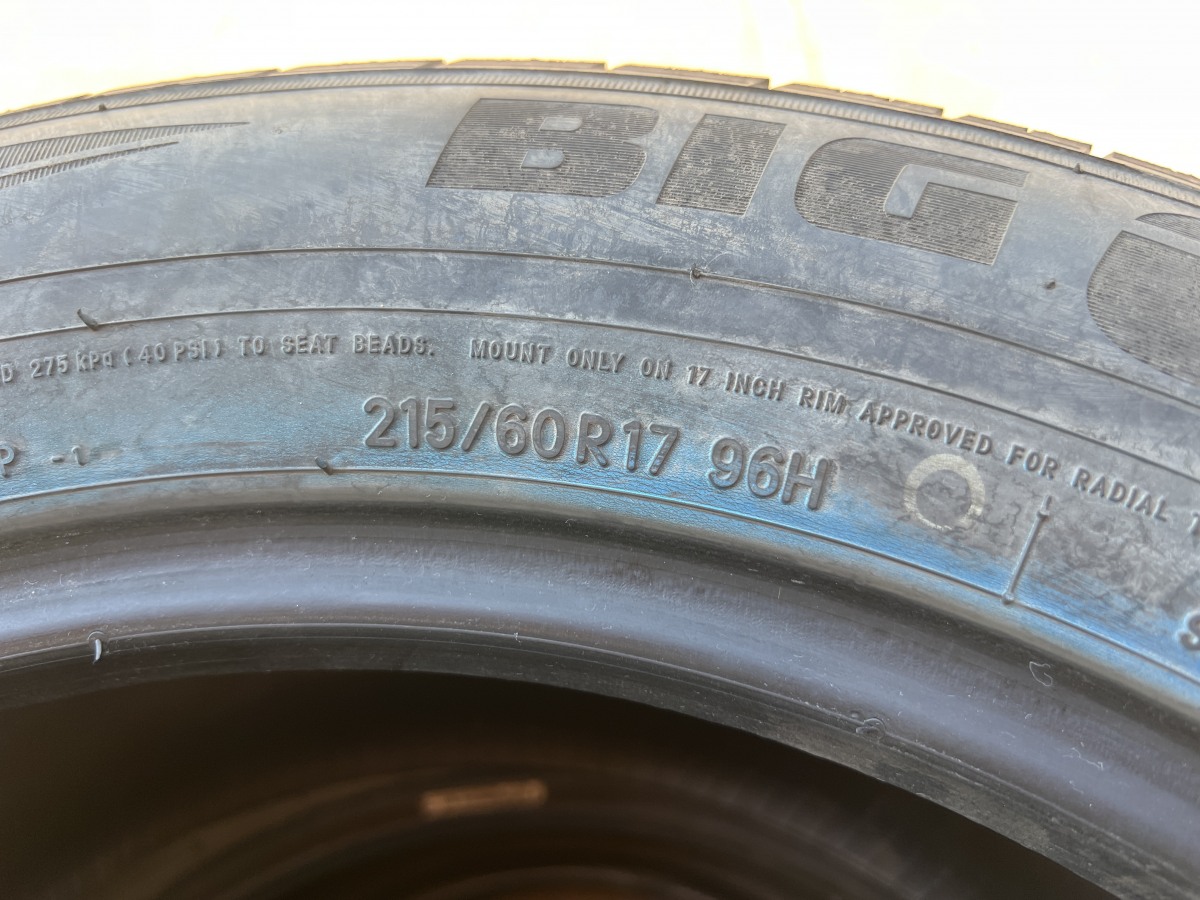 BIG
D 275 kPa (40 PSI) TO SEAT BEADS. MOUNT ONLY ON 17 INCH RIM APPROVED FOR RADIAL
P -1
215/60R17 96H